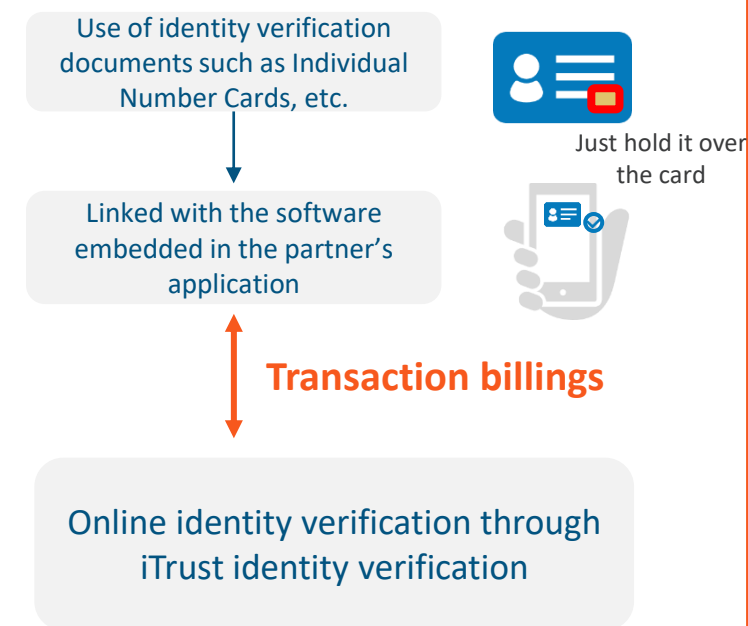 Use of identity verification
documents such as Individual
Number Cards, etc.
Just hold it over
the card
Linked with the software
embedded in the partner's
application
Transaction billings
Online identity verification through
iTrust identity verification